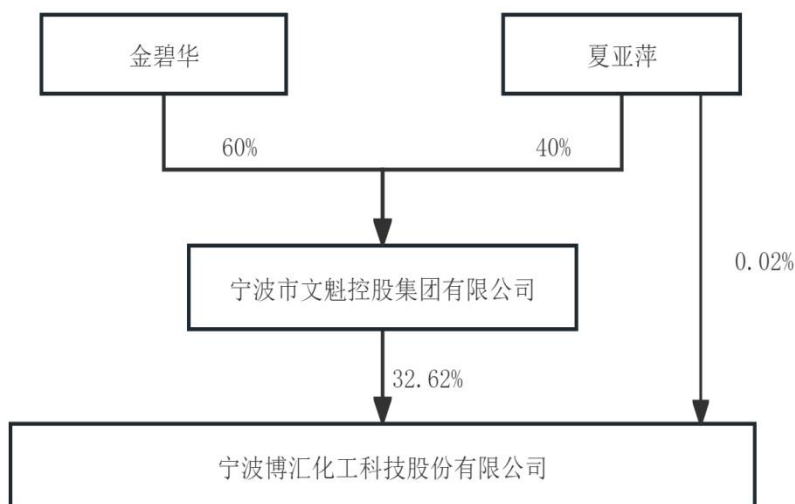 金碧华
夏亚萍
60%
40%
0.02%
宁波市文魁控股集团有限公司
32.62%
宁波博汇化工科技股份有限公司